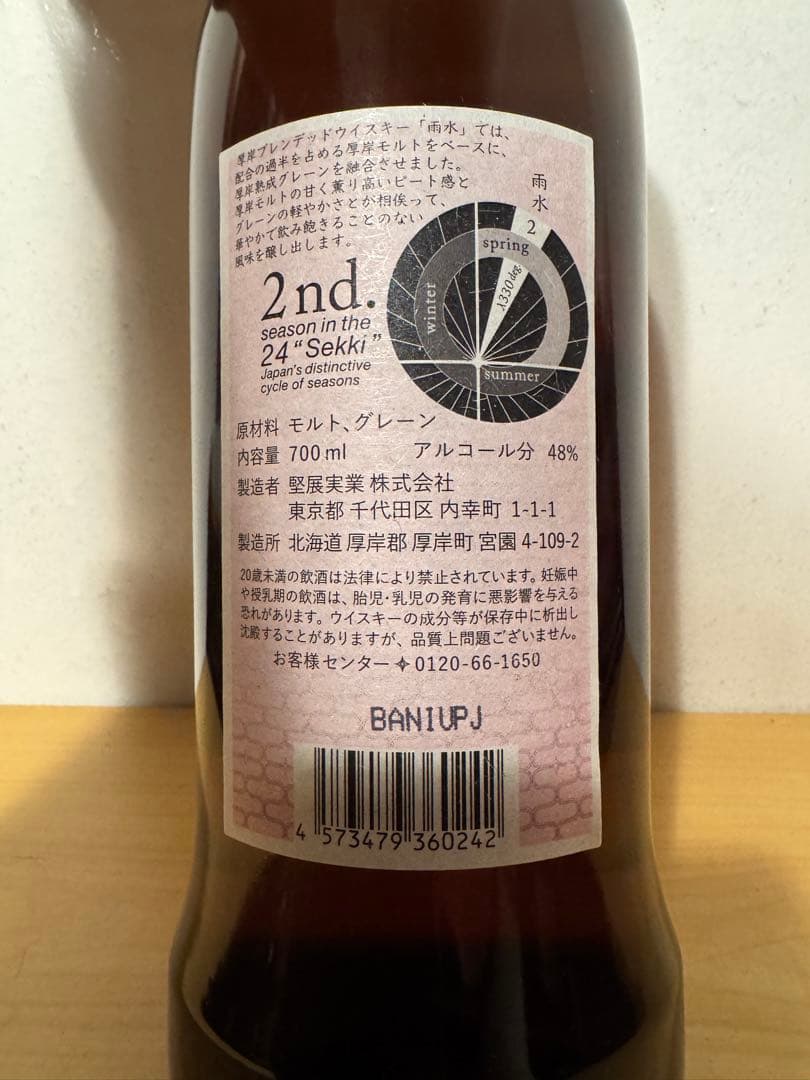 厚岸ブレンデッドウイスキー「雨水」では、
配合の過半を占める厚岸モルトをベースに、
厚岸熟成グレーンを融合させました。
厚岸モルトの甘く薫り高いピート感と
グレーンの軽やかさとが相俟って、
華やかで飲み飽きることのない
風味を醸し出します。
雨水
2
spring
λ330deg.
winter
summer
2nd.
season in the
24 “Sekki”
Japan's distinctive
cycle of seasons
原材料 モルト、グレーン
内容量 700ml アルコール分 48%
製造者 堅展実業 株式会社
東京都 千代田区 内幸町 1-1-1
製造所 北海道 厚岸郡 厚岸町 宮園 4-109-2
20歳未満の飲酒は法律により禁止されています。妊娠中
や授乳期の飲酒は、胎児・乳児の発育に悪影響を与える
恐れがあります。ウイスキーの成分等が保存中に析出し
沈殿することがありますが、品質上問題ございません。
お客様センター 0120-66-1650
BANIUPJ
4 573479 360242